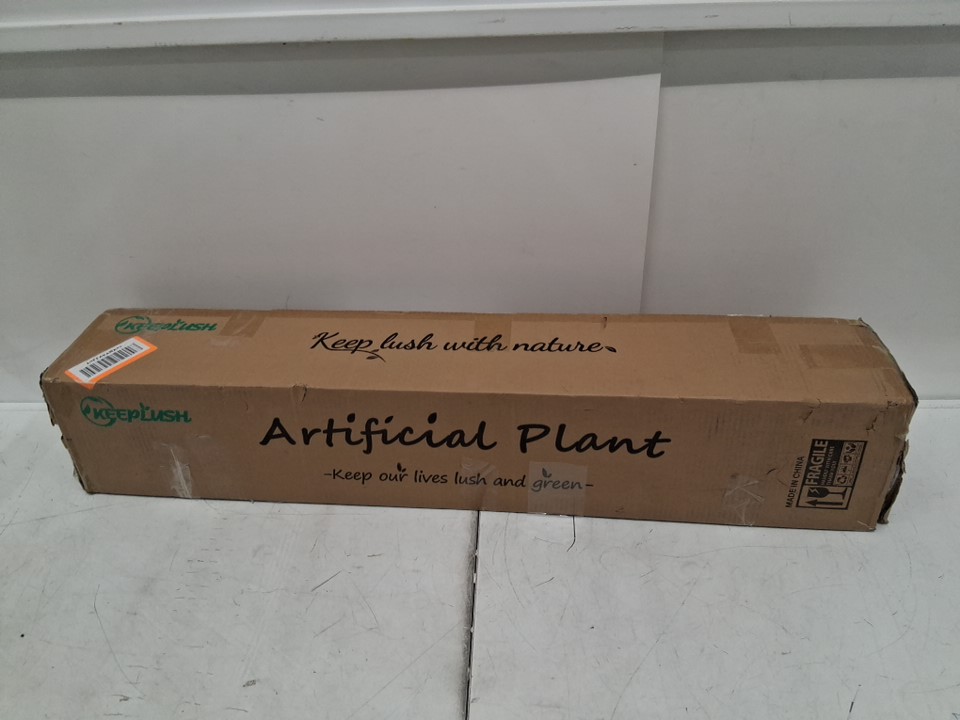 KEEPLUSH
Keep lush with nature
KEEPLUSH
Artificial Plant
-Keep our lives lush and green-
MADE IN CHINA
FRAGILE